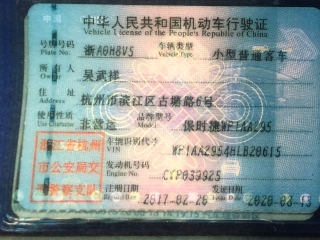 中华人民共和国机动车行驶证
Vehicle License of the People's Republic of China
号牌号码 浙A0H8V5 车辆类型 小型普通客车
Plate No. Vehicle Type
所有人 吴武祥
Owner
住址 杭州市滨江区古塘路6号
Address
使用性质 非营运 品牌型号 保时捷WP1AA295
Use Character Model
浙江省杭州 车辆识别代号 WP1AA2954HLB20615
VIN
市公安局交 发动机号码 CYP039925
Engine No.
警察支队 注册日期 2017-02-20 发证日期 2020-08-13
Register Date Issue Date